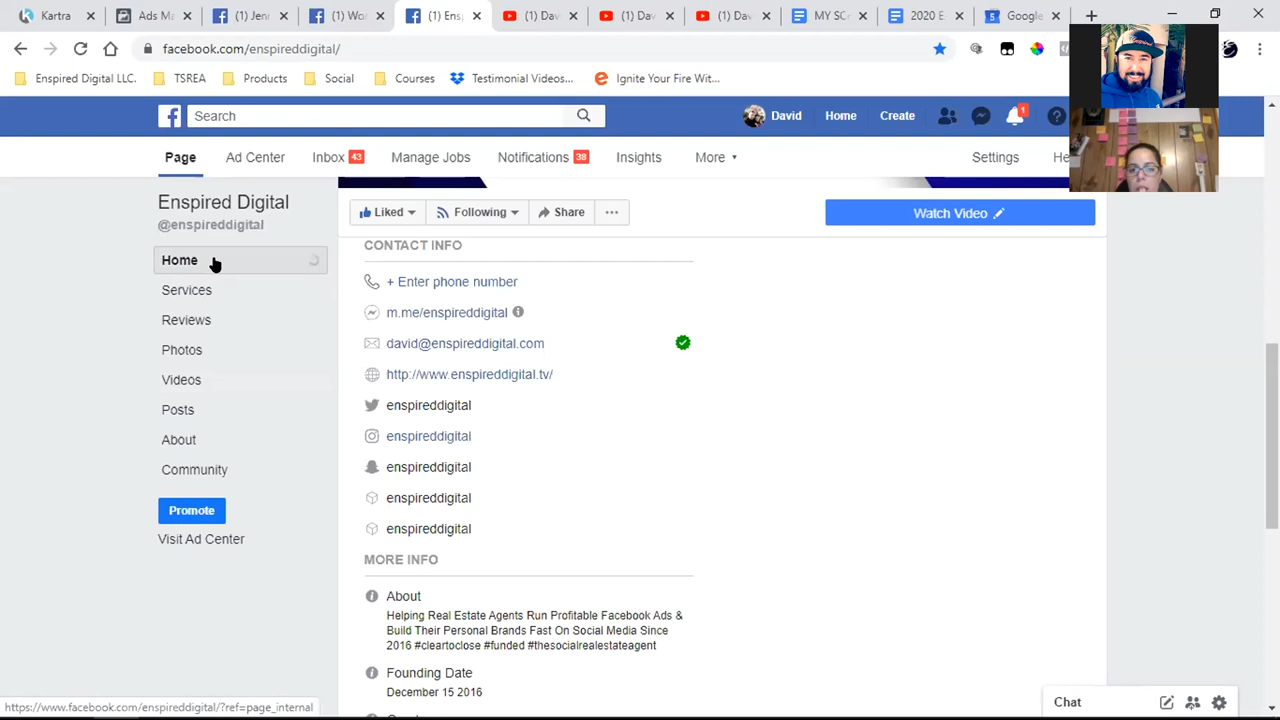 Kartra
Ads Ma
(1) Jenn
(1) Wor
(1) Ens
(1) Dav
(1) Dav
(1) Dav
MY SC
2020 E
Google
facebook.com/enspireddigital/
Enspired Digital LLC.
TSREA
Products
Social
Courses
Testimonial Videos...
Ignite Your Fire Wit...
Search
David
Home
Create
1
Page
Ad Center
Inbox 43
Manage Jobs
Notifications 38
Insights
More
Settings
He
Enspired Digital
@enspireddigital
Liked
Following
Share
Watch Video
Home
Services
Reviews
Photos
Videos
Posts
About
Community
Promote
Visit Ad Center
CONTACT INFO
+ Enter phone number
m.me/enspireddigital
david@enspireddigital.com
http://www.enspireddigital.tv/
enspireddigital
enspireddigital
enspireddigital
enspireddigital
enspireddigital
MORE INFO
About
Helping Real Estate Agents Run Profitable Facebook Ads &
Build Their Personal Brands Fast On Social Media Since
2016 #cleartoclose #funded #thesocialrealestateagent
Founding Date
December 15 2016
Chat
https://www.facebook.com/enspireddigital/?ref=page_internal